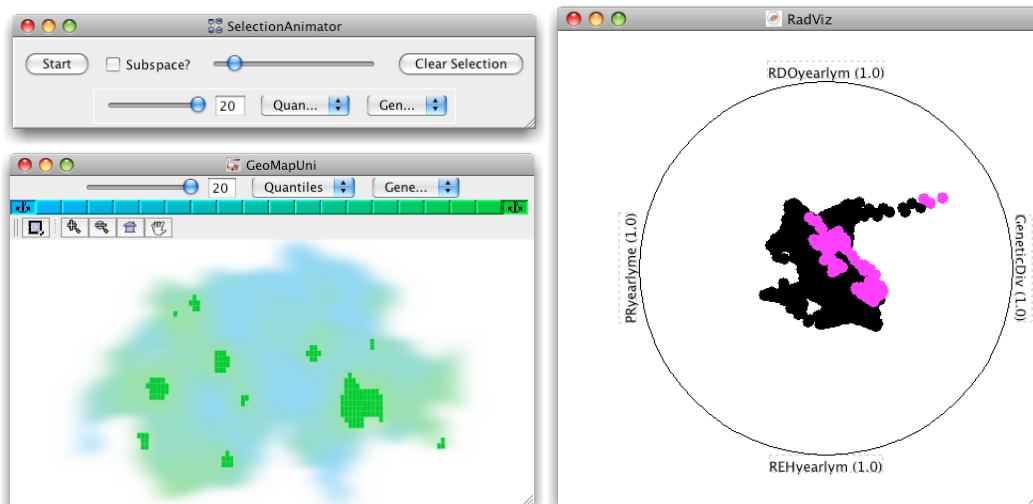 SelectionAnimator
Start
Subspace?
Clear Selection
20
Quan...
Gen...
GeoMapUni
20
Quantiles
Gene...
RadViz
RDOyearlym (1.0)
PRyearlyme (1.0)
GeneticDiv (1.0)
REHyearlym (1.0)